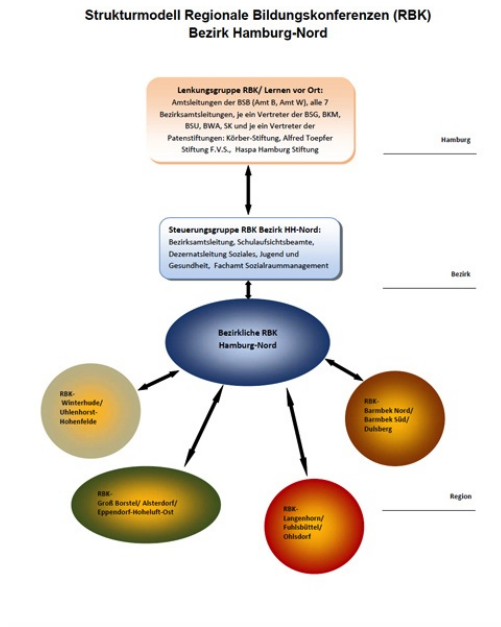 Strukturmodell Regionale Bildungskonferenzen (RBK)
Bezirk Hamburg-Nord
Lenkungsgruppe RBK/ Lernen vor Ort:
Amtsleitungen der BSB (Amt B, Amt W), alle 7
Bezirksamtsleitungen, je ein Vertreter der BSG, BKM,
BSU, BWA, SK und je ein Vertreter der
Patenstiftungen: Körber-Stiftung, Alfred Toepfer
Stiftung F.V.S., Haspa Hamburg Stiftung
Hamburg
Steuerungsgruppe RBK Bezirk HH-Nord:
Bezirksamtsleitung, Schulaufsichtsbeamte,
Dezernatsleitung Soziales, Jugend und
Gesundheit, Fachamt Sozialraummanagement
Bezirk
Bezirkliche RBK
Hamburg-Nord
RBK-
Winterhude/
Uhlenhorst-
Hohenfelde
RBK-
Barmbek Nord/
Barmbek Süd/
Dulsberg
RBK-
Groß Borstel/ Alsterdorf/
Eppendorf-Hoheluft-Ost
RBK-
Langenhorn/
Fuhlsbüttel/
Ohlsdorf
Region